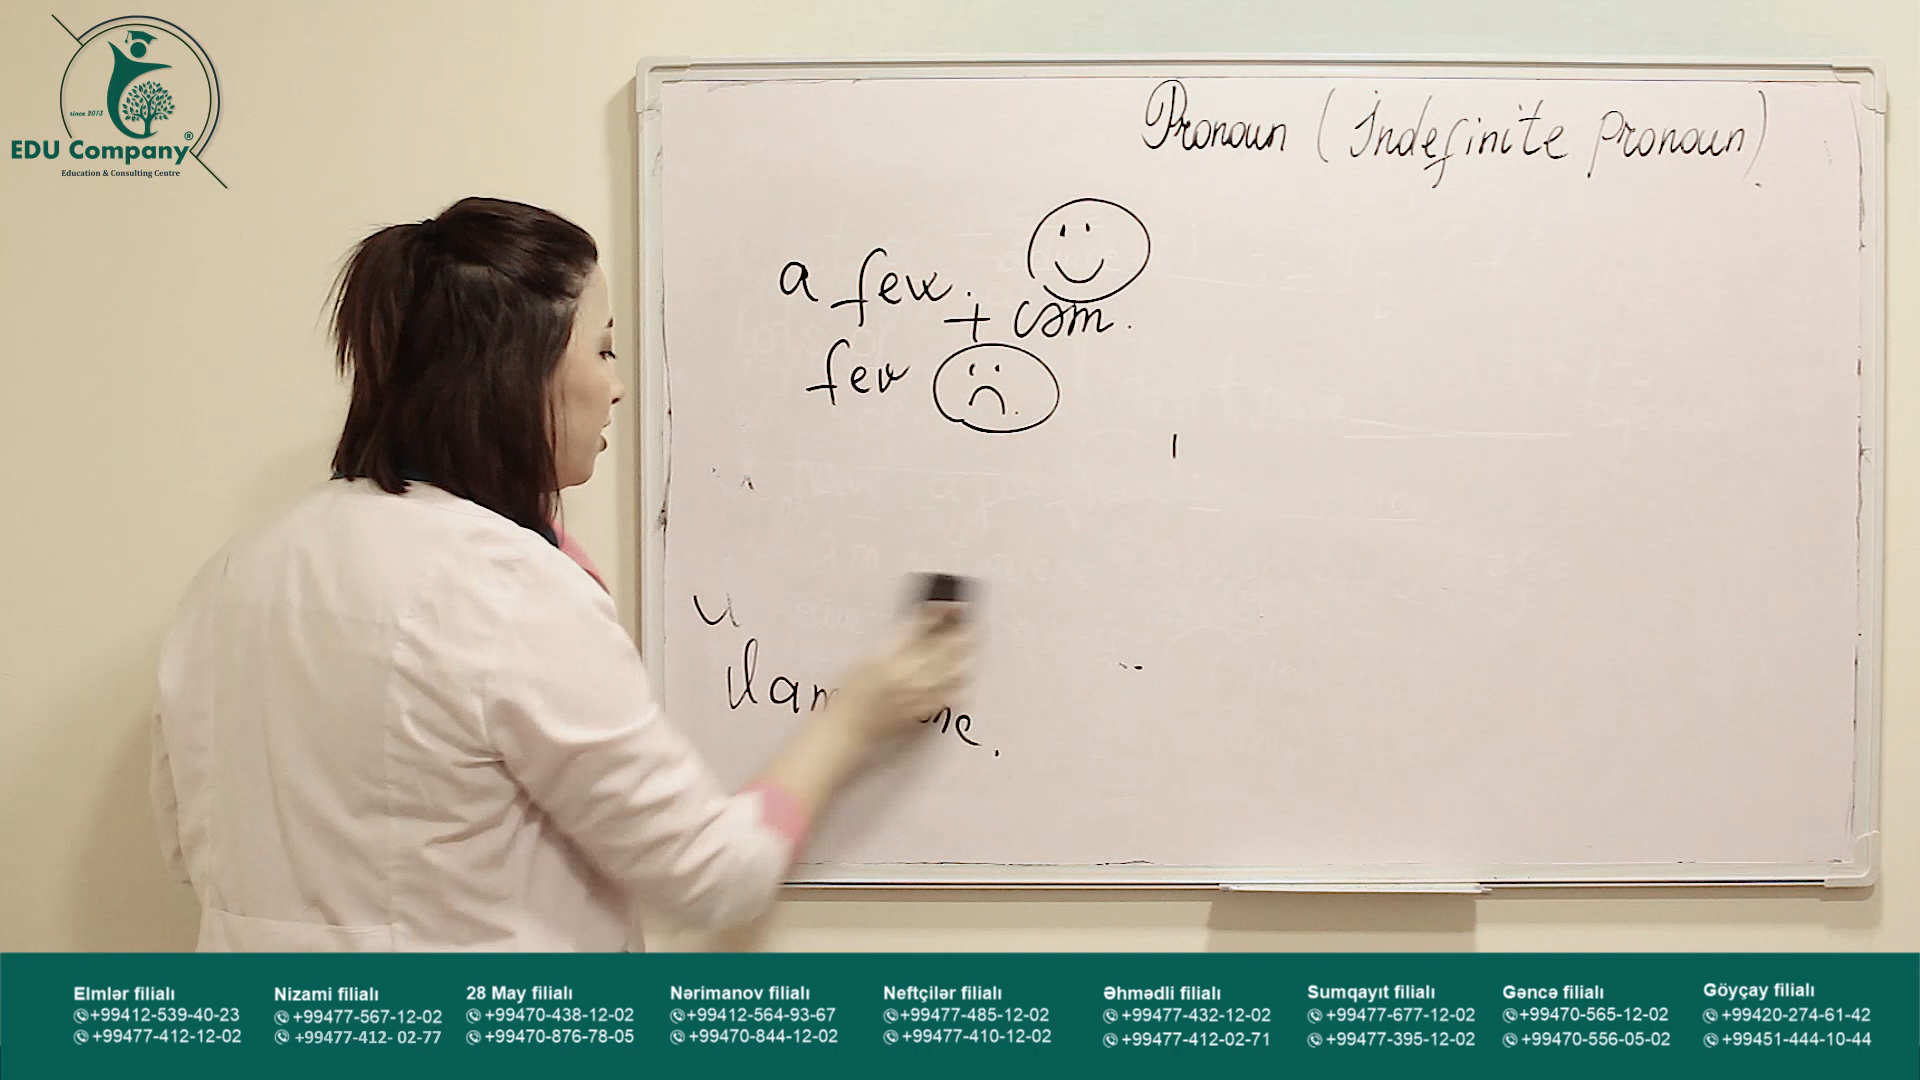 since 2013
EDU Company®
Education & Consulting Centre
Pronoun (İndefinite pronoun).
a few.
+ cəm.
few
Elmlər filialı
+99412-539-40-23
+99477-412-12-02
Nizami filialı
+99477-567-12-02
+99477-412- 02-77
28 May filialı
+99470-438-12-02
+99470-876-78-05
Nərimanov filialı
+99412-564-93-67
+99470-844-12-02
Neftçilər filialı
+99477-485-12-02
+99477-410-12-02
Əhmədli filialı
+99477-432-12-02
+99477-412-02-71
Sumqayıt filialı
+99477-677-12-02
+99477-395-12-02
Gəncə filialı
+99470-565-12-02
+99470-556-05-02
Göyçay filialı
+99420-274-61-42
+99451-444-10-44